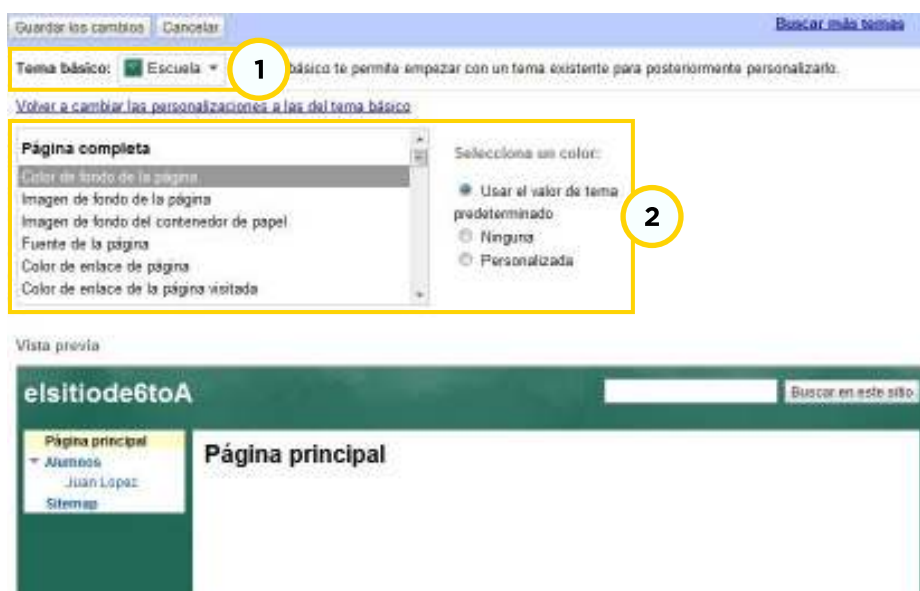 Guardar los cambios Cancelar Buscar más temas
Tema básico: Escuela 1 básico te permite empezar con un tema existente para posteriormente personalizarlo.
Volver a cambiar las personalizaciones a las del tema básico
Página completa
Color de fondo de la página
Imagen de fondo de la página
Imagen de fondo del contenedor de papel
Fuente de la página
Color de enlace de página
Color de enlace de la página visitada
Selecciona un color:
Usar el valor de tema
predeterminado
Ninguna
Personalizada
2
Vista previa
elsitiode6toA Buscar en este sitio
Página principal
Alumnos
Juan Lopez
Sitemap
Página principal